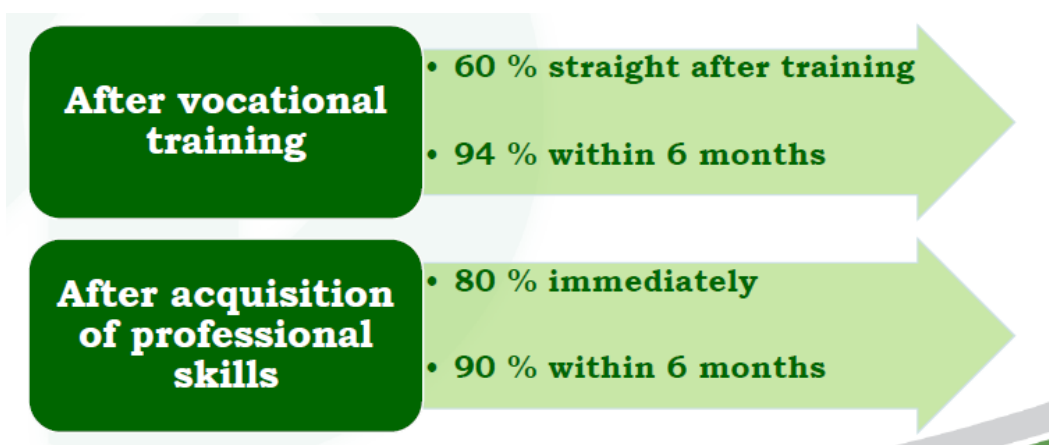 After vocational
training
• 60 % straight after training
• 94 % within 6 months
After acquisition
of professional
skills
• 80 % immediately
• 90 % within 6 months